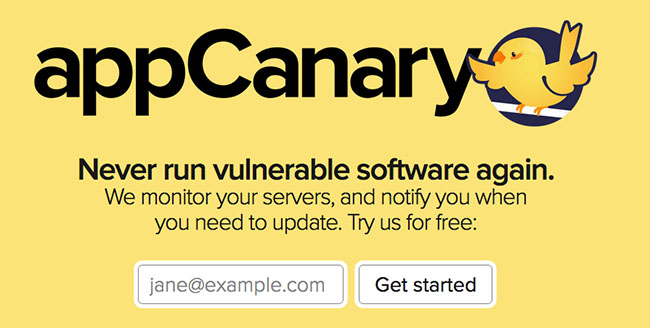 appCanary
Never run vulnerable software again.
We monitor your servers, and notify you when
you need to update. Try us for free:
jane@example.com
Get started